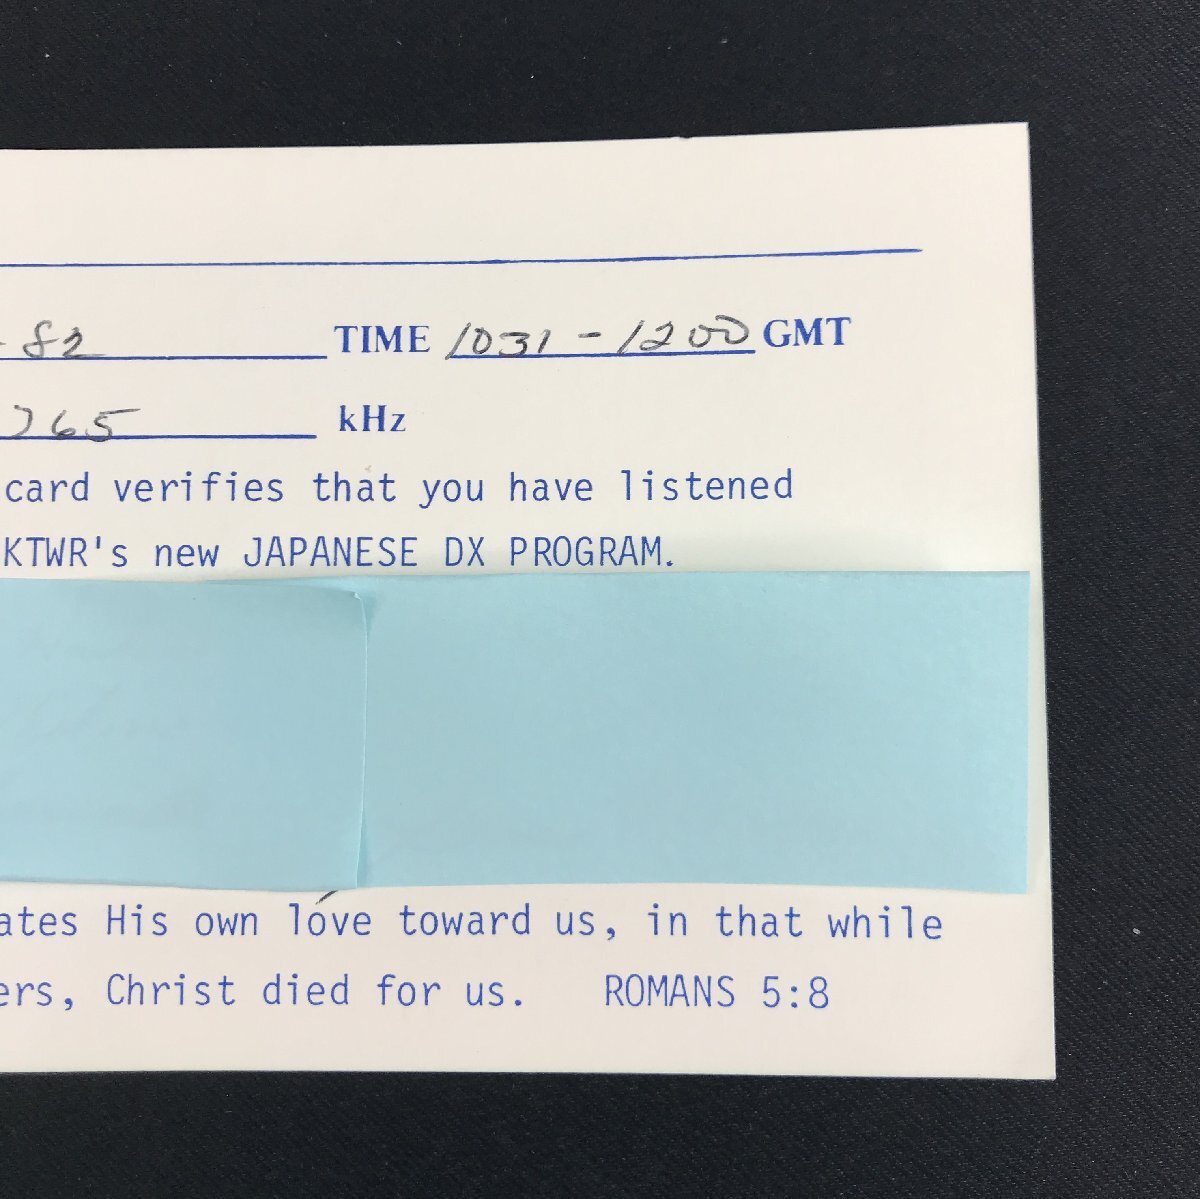 - 82 TIME 1031 - 1200 GMT
765 kHz
card verifies that you have listened
KTWR's new JAPANESE DX PROGRAM.
ates His own love toward us, in that while
ers, Christ died for us. ROMANS 5:8